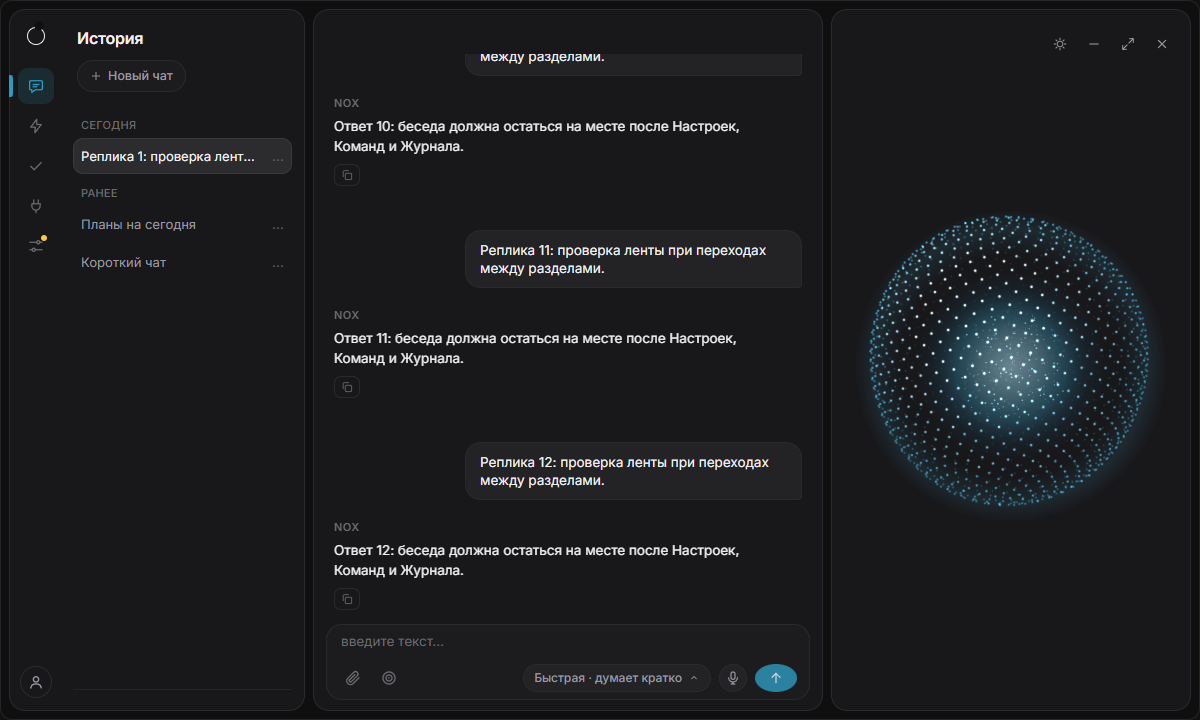 История
Новый чат
СЕГОДНЯ
Реплика 1: проверка лент...
РАНЕЕ
Планы на сегодня
Короткий чат
между разделами.
NOX
Ответ 10: беседа должна остаться на месте после Настроек,
Команд и Журнала.
Реплика 11: проверка ленты при переходах
между разделами.
NOX
Ответ 11: беседа должна остаться на месте после Настроек,
Команд и Журнала.
Реплика 12: проверка ленты при переходах
между разделами.
NOX
Ответ 12: беседа должна остаться на месте после Настроек,
Команд и Журнала.
введите текст...
Быстрая · думает кратко